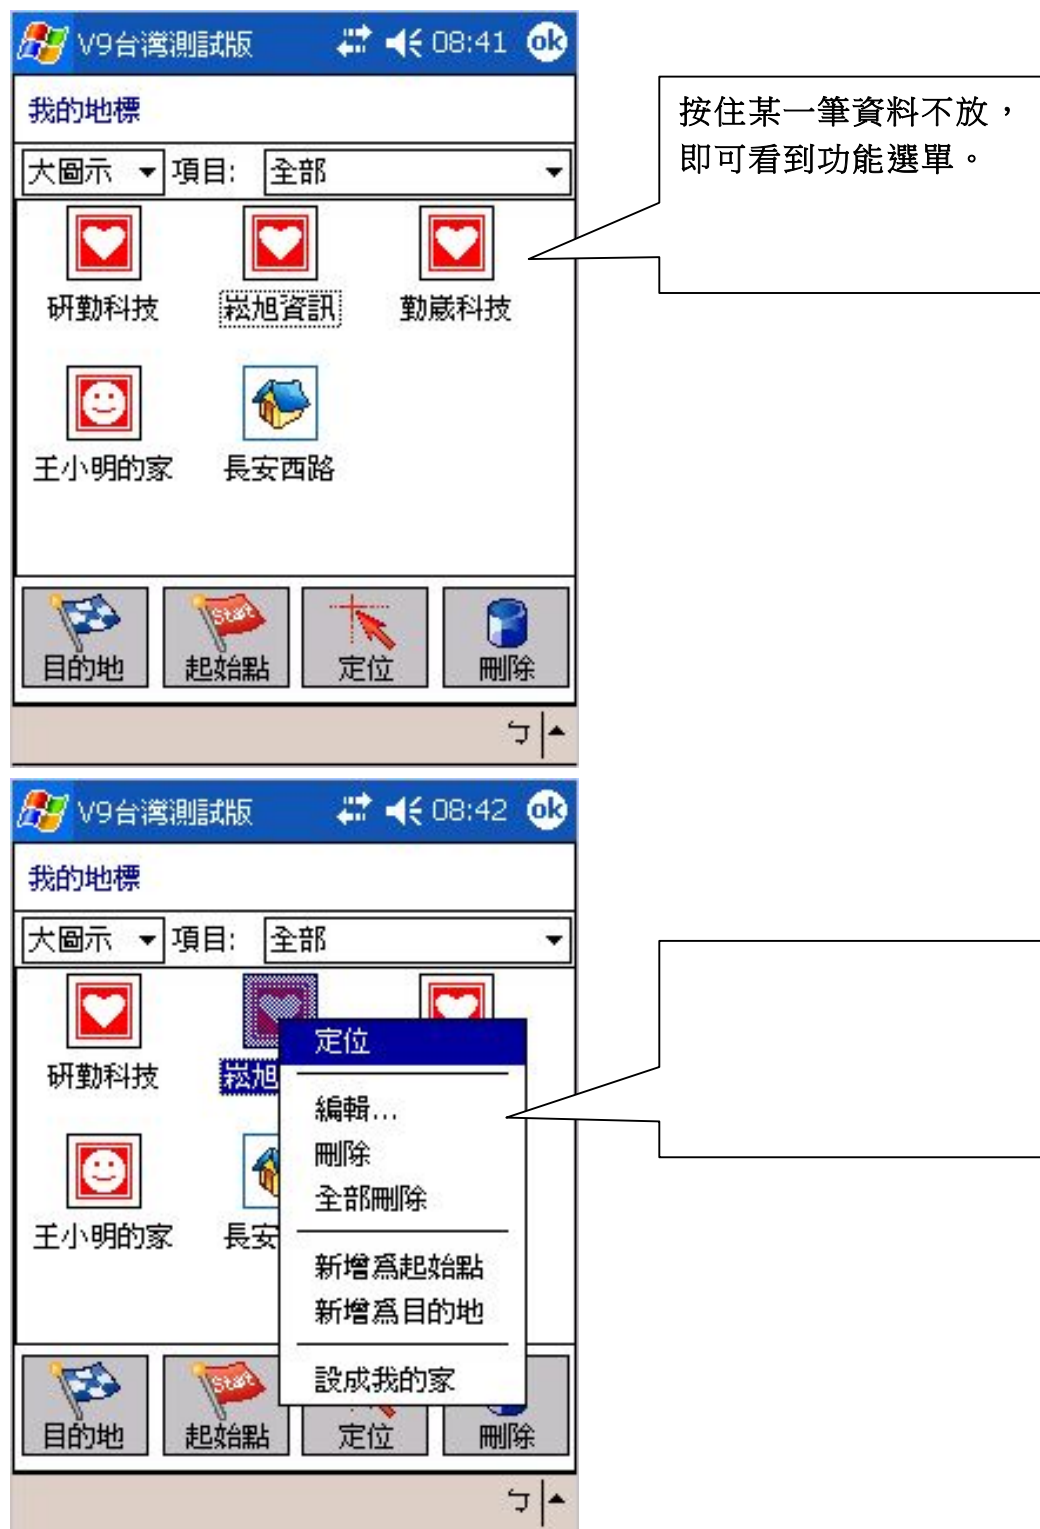 V9台灣測試版 08:41 ok
我的地標
大圖示 項目: 全部
按住某一筆資料不放，
即可看到功能選單。
研勤科技 崧旭資訊 勤崴科技
王小明的家 長安西路
Start
目的地 起始點 定位 刪除
V9台灣測試版 08:42 ok
我的地標
大圖示 項目: 全部
研勤科技 崧旭
王小明的家 長安
定位
編輯...
刪除
全部刪除
新增為起始點
新增為目的地
設成我的家
Start
目的地 起始點 定位 刪除